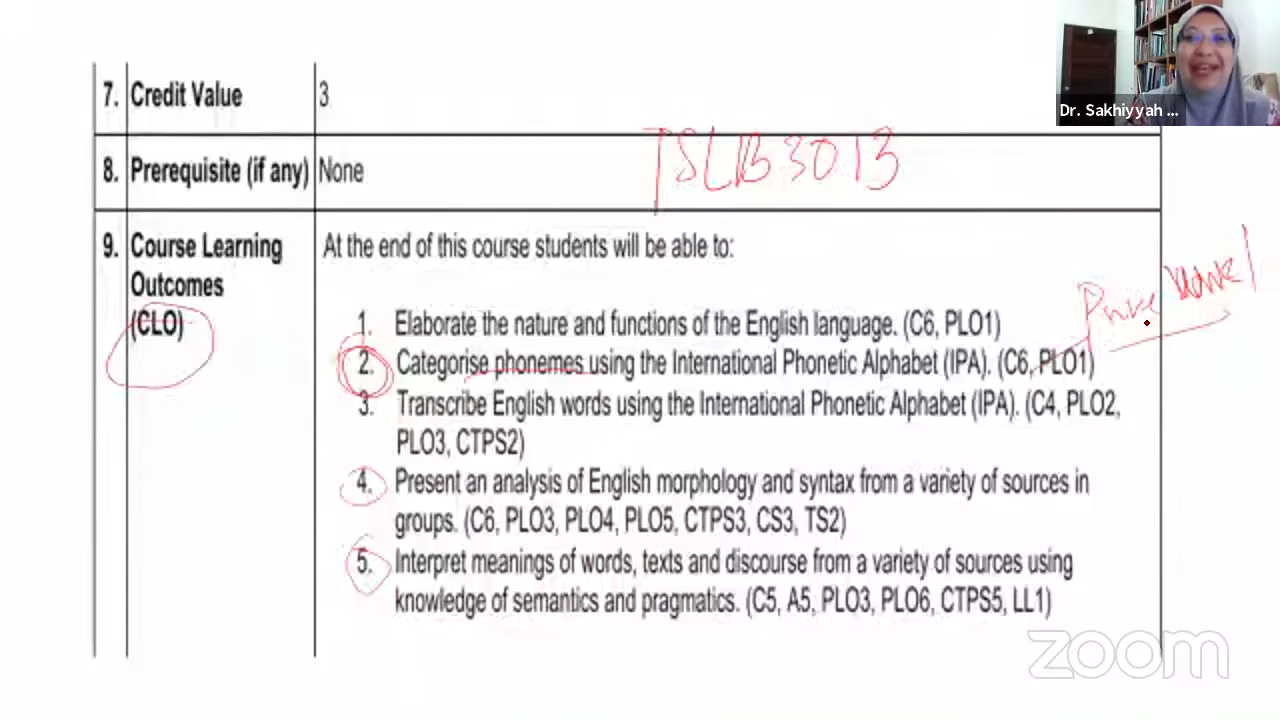 Dr. Sakhiyyah ...
7. Credit Value 3
TSLB3013
8. Prerequisite (if any) None
9. Course Learning Outcomes (CLO)
At the end of this course students will be able to:
1. Elaborate the nature and functions of the English language. (C6, PLO1)
2. Categorise phonemes using the International Phonetic Alphabet (IPA). (C6, PLO1)
3. Transcribe English words using the International Phonetic Alphabet (IPA). (C4, PLO2,
PLO3, CTPS2)
4. Present an analysis of English morphology and syntax from a variety of sources in
groups. (C6, PLO3, PLO4, PLO5, CTPS3, CS3, TS2)
5. Interpret meanings of words, texts and discourse from a variety of sources using
knowledge of semantics and pragmatics. (C5, A5, PLO3, PLO6, CTPS5, LL1)
zoom